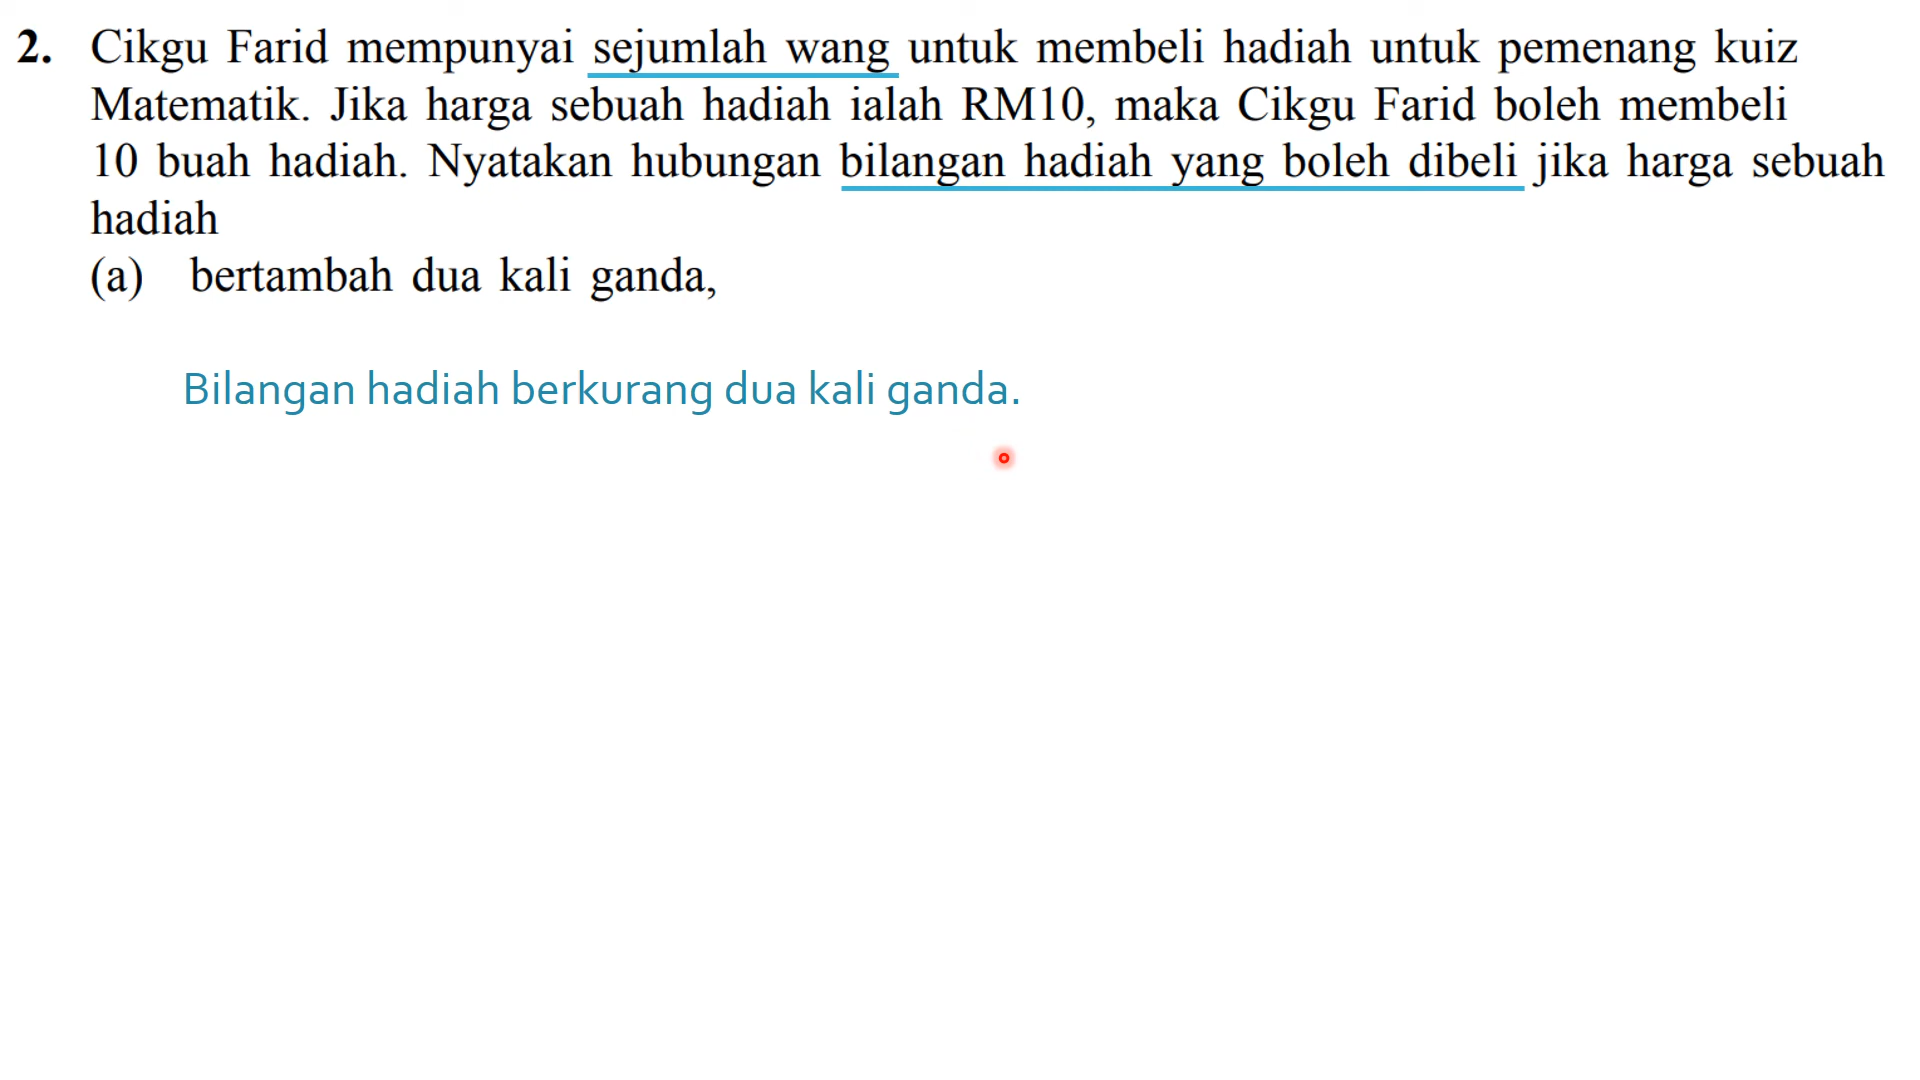 2. Cikgu Farid mempunyai sejumlah wang untuk membeli hadiah untuk pemenang kuiz
Matematik. Jika harga sebuah hadiah ialah RM10, maka Cikgu Farid boleh membeli
10 buah hadiah. Nyatakan hubungan bilangan hadiah yang boleh dibeli jika harga sebuah
hadiah
(a) bertambah dua kali ganda,
Bilangan hadiah berkurang dua kali ganda.